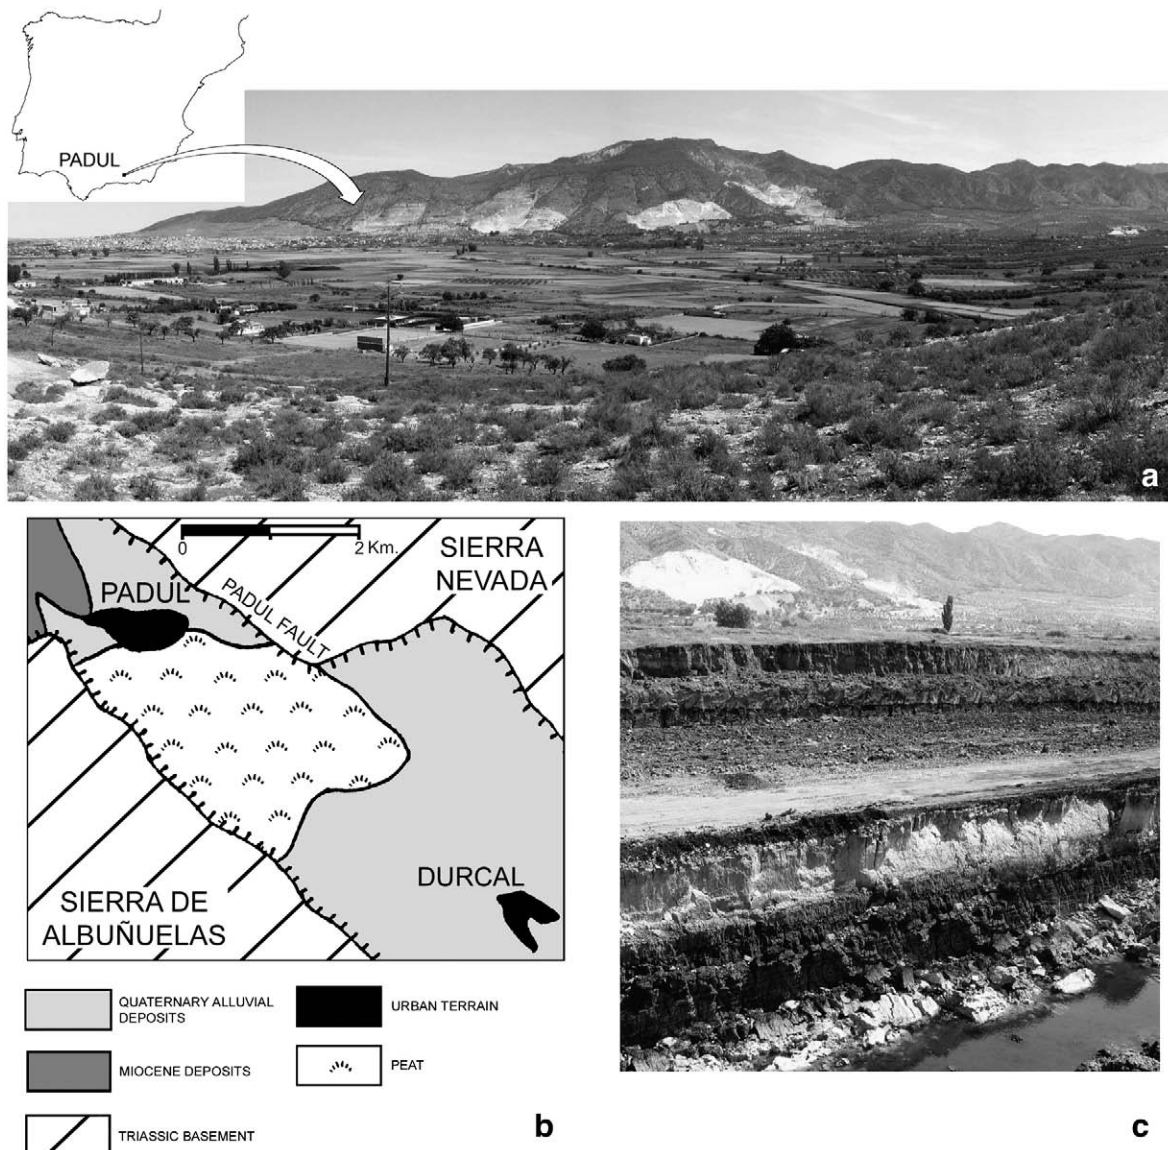 PADUL
a
0
2 Km.
SIERRA
NEVADA
PADUL
PADUL FAULT
DURCAL
SIERRA DE
ALBUÑUELAS
QUATERNARY ALLUVIAL
DEPOSITS
URBAN TERRAIN
MIOCENE DEPOSITS
PEAT
TRIASSIC BASEMENT
b
c